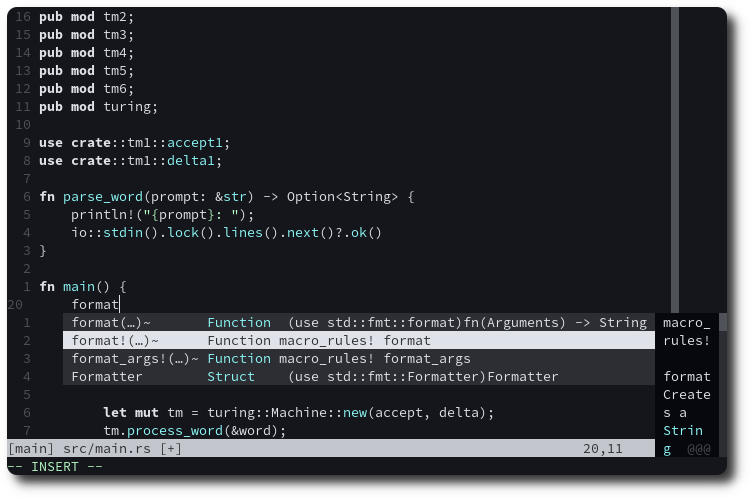 16 pub mod tm2;
15 pub mod tm3;
14 pub mod tm4;
13 pub mod tm5;
12 pub mod tm6;
11 pub mod turing;
10
9 use crate::tm1::accept1;
8 use crate::tm1::delta1;
7
6 fn parse_word(prompt: &str) -> Option<String> {
5     println!("{prompt}: ");
4     io::stdin().lock().lines().next()?.ok()
3 }
2
1 fn main() {
20     format
1 format(…)~ Function (use std::fmt::format)fn(Arguments) -> String macro_
2 format!(…)~ Function macro_rules! format rules!
3 format_args!(…)~ Function macro_rules! format_args
4 Formatter Struct (use std::fmt::Formatter)Formatter format
5 Create
6         let mut tm = turing::Machine::new(accept, delta); s a
7         tm.process_word(&word); Strin
[main] src/main.rs [+] 20,11 g @@@
-- INSERT --